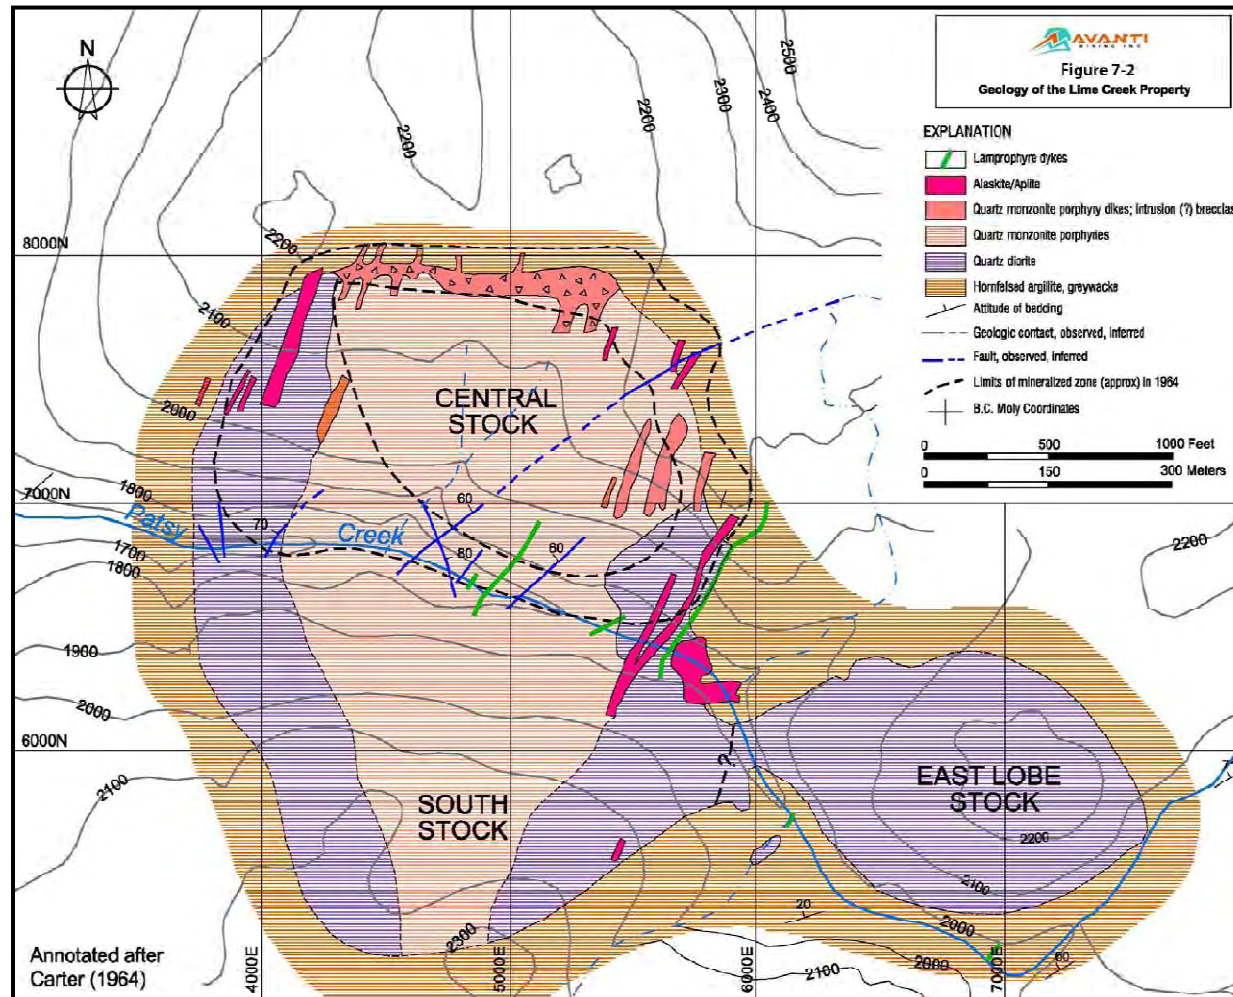 N
AVANTI
MINING INC
Figure 7-2
Geology of the Lime Creek Property
EXPLANATION
Lamprophyre dykes
Alaskite/Aplite
Quartz monzonite porphyry dikes; intrusion (?) breccias
Quartz monzonite porphyries
Quartz diorite
Hornfelsed argillite, greywacke
Attitude of bedding
Geologic contact, observed, inferred
Fault, observed, inferred
Limits of mineralized zone (approx) in 1964
B.C. Moly Coordinates
0 500 1000 Feet
0 150 300 Meters
2500
2400
2300
2200
2200
2200
8000N
2100
2000
CENTRAL
STOCK
7000N
1800
1700
1800
Patsy Creek
70
60
80
60
2200
1900
2000
6000N
2100
?
SOUTH
STOCK
EAST LOBE
STOCK
2200
2100
2000
20
2300
2100
2000
60
7
4000E
5000E
6000E
7000E
Annotated after
Carter (1964)